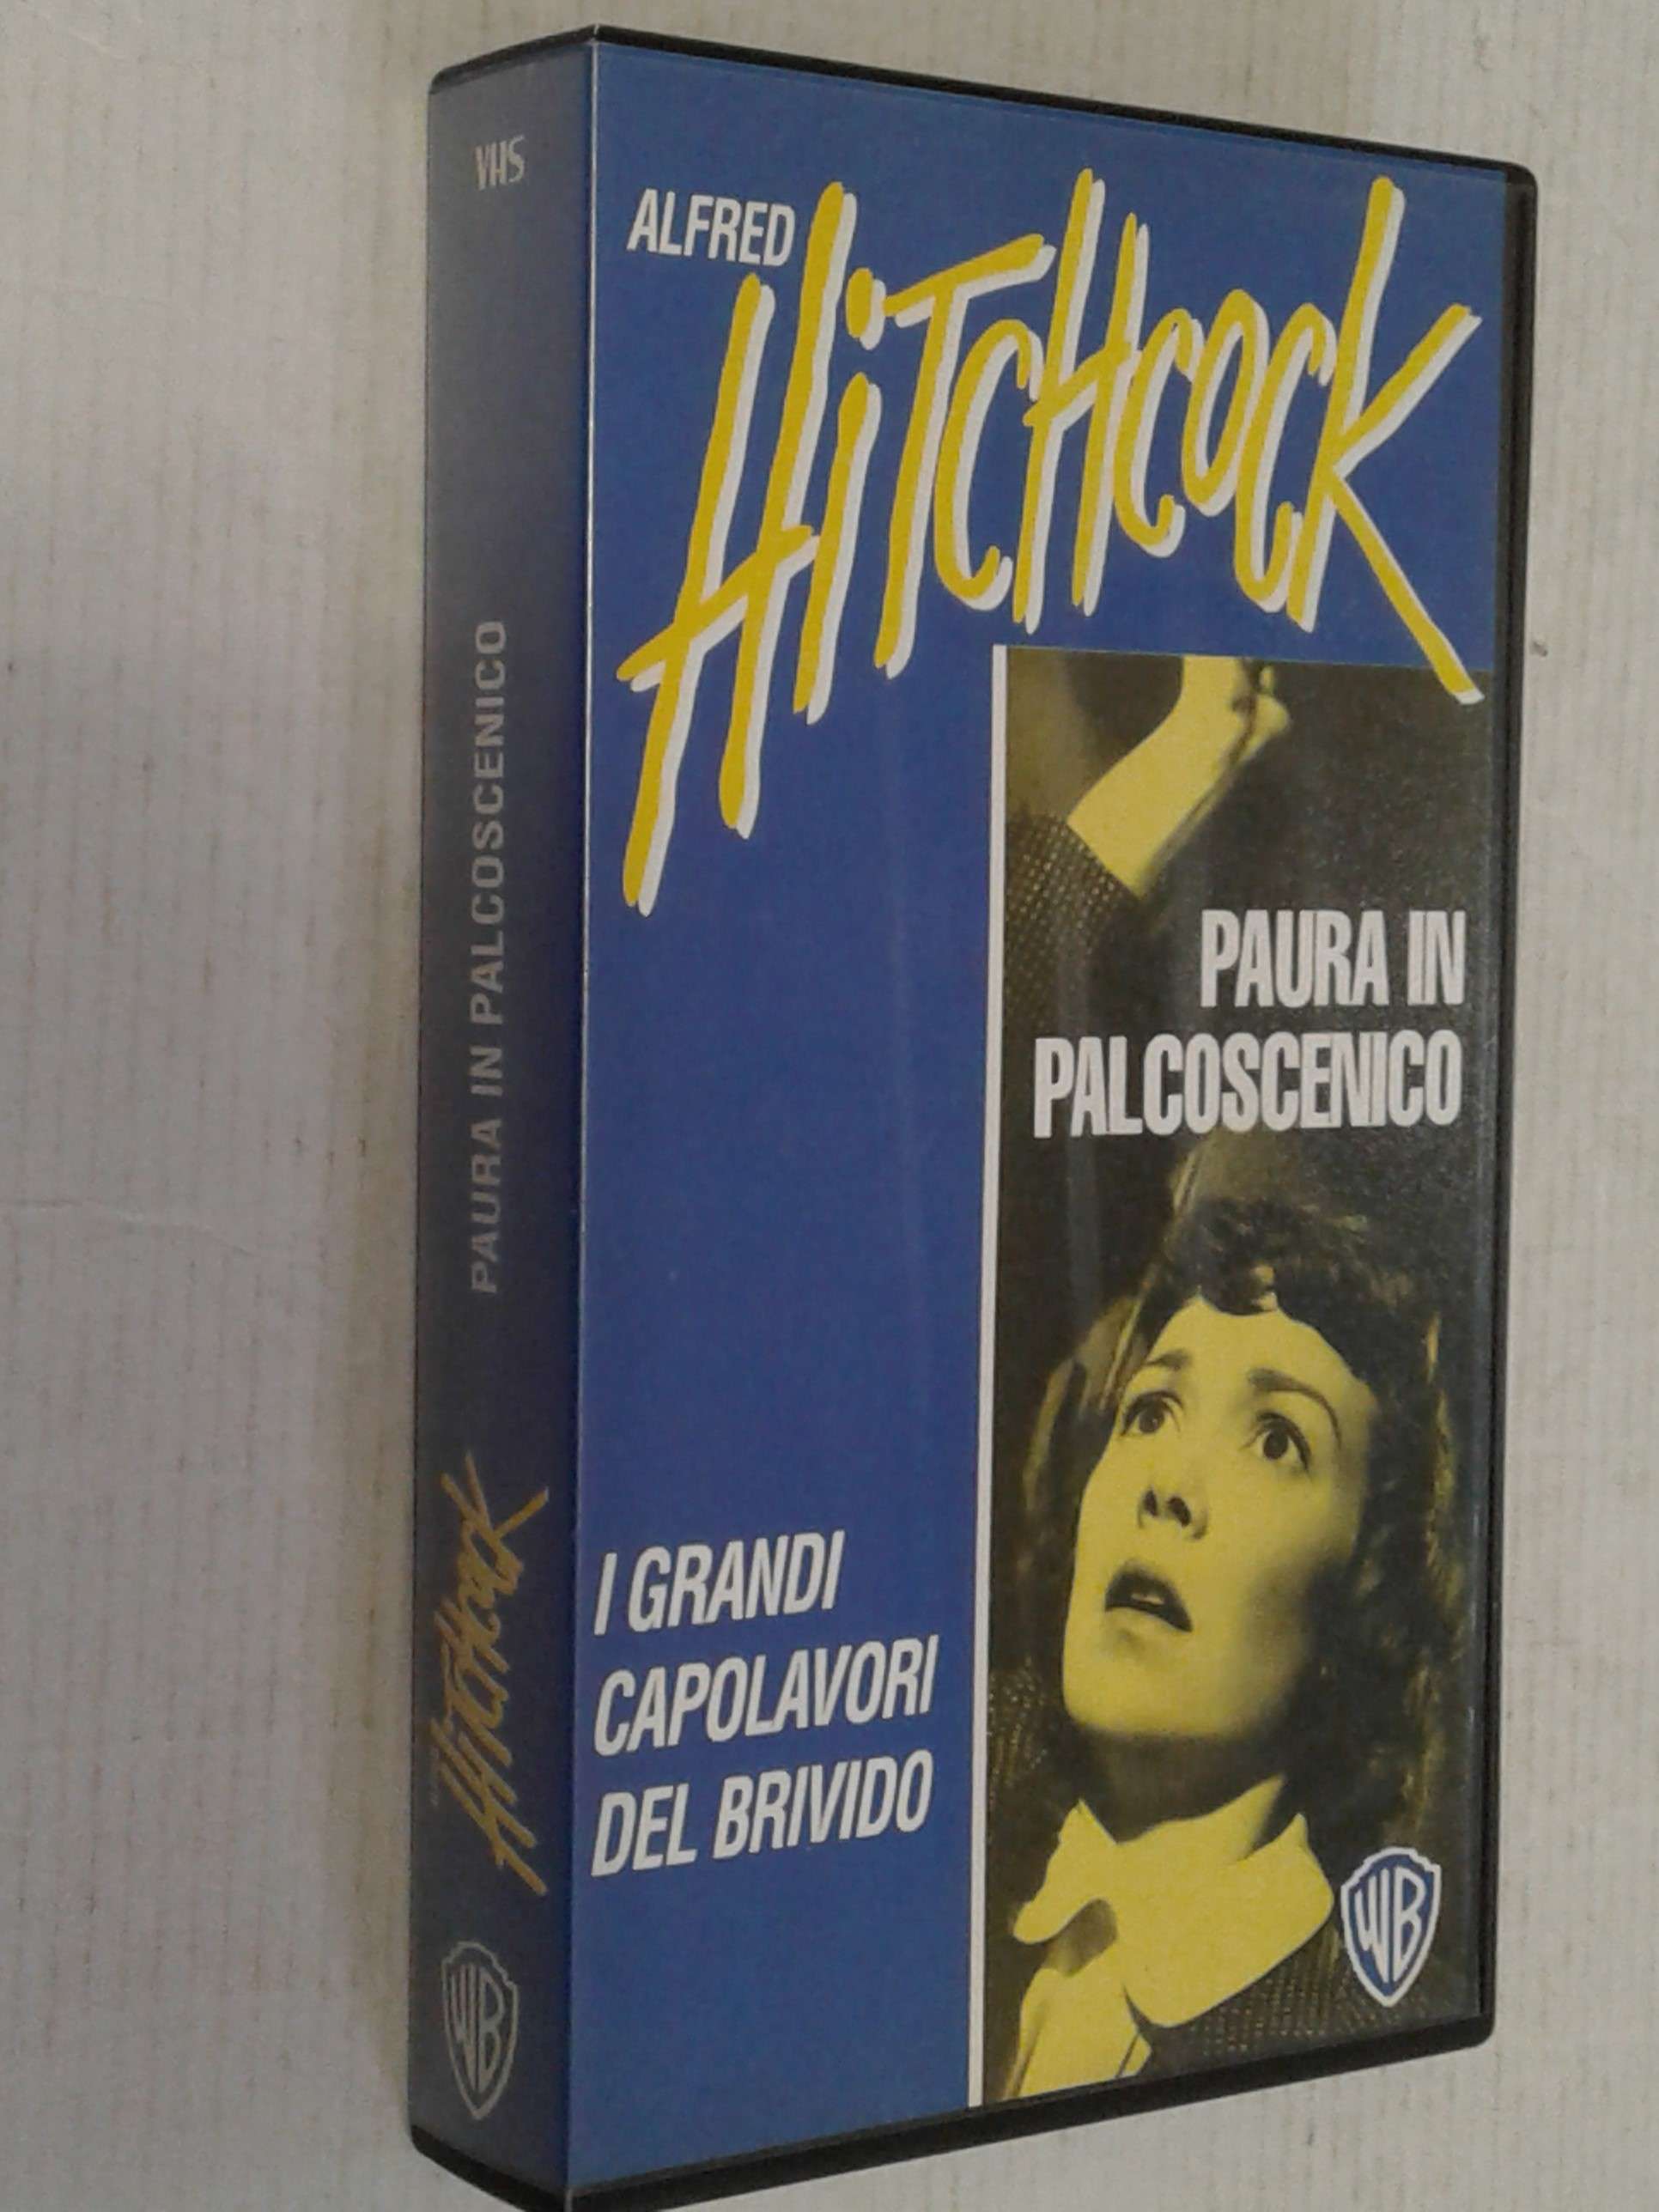 VHS
PAURA IN PALCOSCENICO
HITCHCOCK
WB
ALFRED
HITCHCOCK
PAURA IN
PALCOSCENICO
I GRANDI
CAPOLAVORI
DEL BRIVIDO
WB